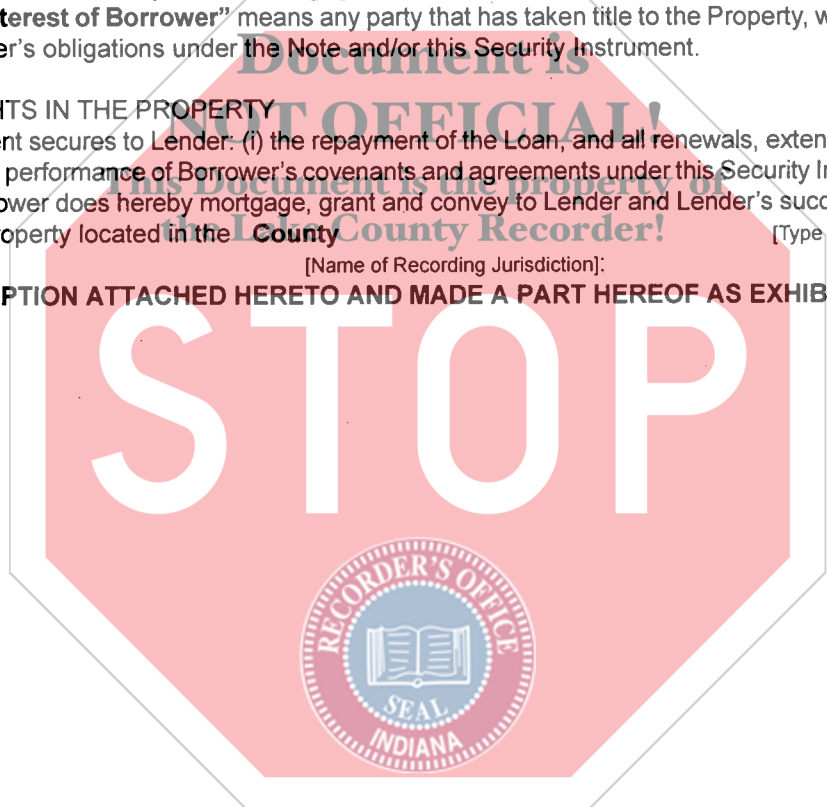 terest of Borrower” means any party that has taken title to the Property, w
er’s obligations under the Note and/or this Security Instrument.
Document is
HTS IN THE PROPERTY
NOT OFFICIAL!
nt secures to Lender: (i) the repayment of the Loan, and all renewals, exten
performance of Borrower’s covenants and agreements under this Security In
This Document is the property of
ower does hereby mortgage, grant and convey to Lender and Lender’s succ
the Lake County Recorder!
operty located in the County [Type
[Name of Recording Jurisdiction]:
PTION ATTACHED HERETO AND MADE A PART HEREOF AS EXHIB
STOP
RECORDER'S OFFICE
SEAL
INDIANA